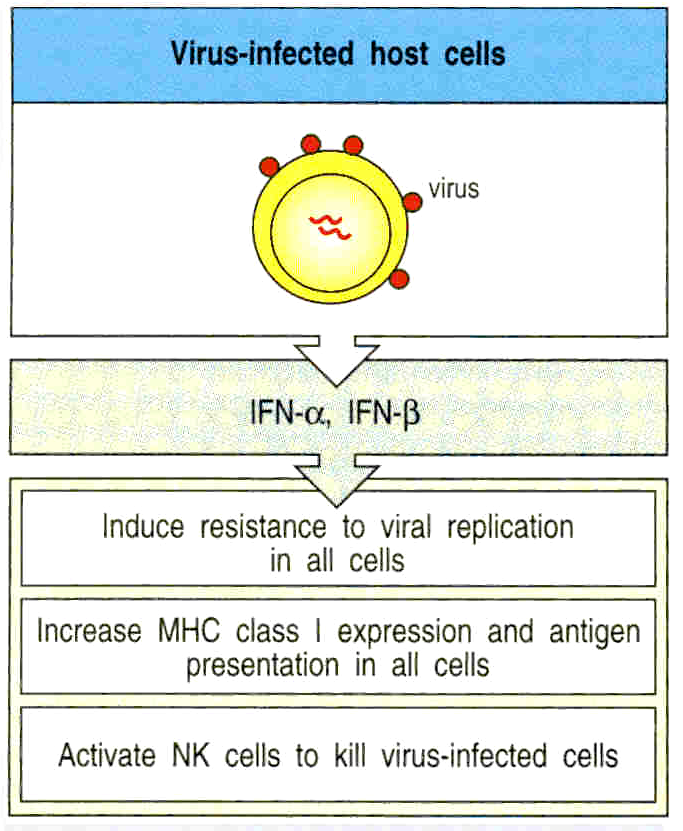 Virus-infected host cells
virus
IFN-α, IFN-β
Induce resistance to viral replication
in all cells
Increase MHC class I expression and antigen
presentation in all cells
Activate NK cells to kill virus-infected cells